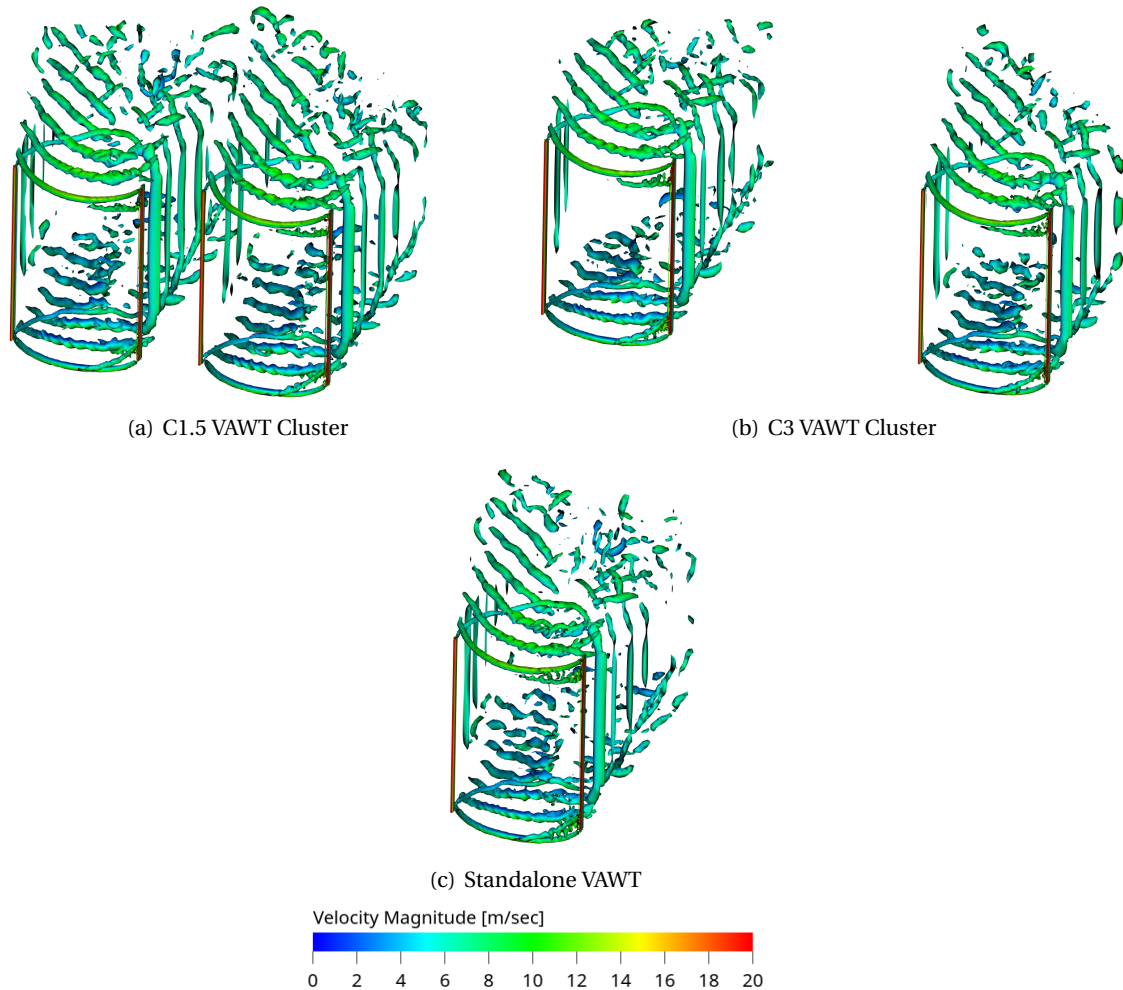 (a) C1.5 VAWT Cluster
(b) C3 VAWT Cluster
(c) Standalone VAWT
Velocity Magnitude [m/sec]
0 2 4 6 8 10 12 14 16 18 20